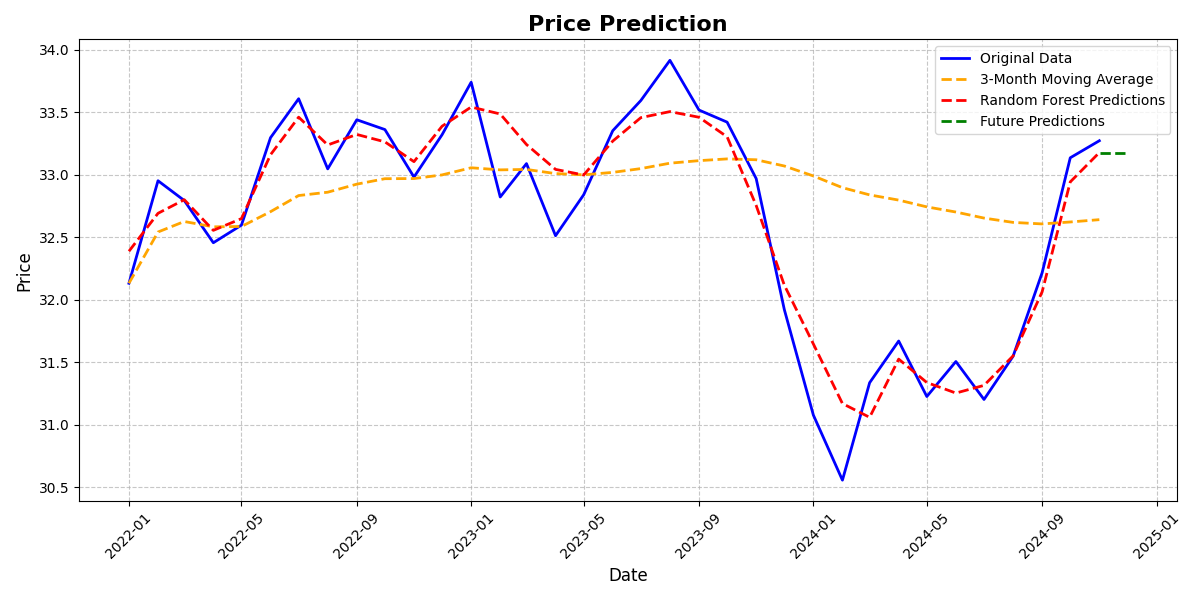 Price Prediction
Original Data
3-Month Moving Average
Random Forest Predictions
Future Predictions
Price
34.0
33.5
33.0
32.5
32.0
31.5
31.0
30.5
2022-01
2022-05
2022-09
2023-01
2023-05
2023-09
2024-01
2024-05
2024-09
2025-01
Date